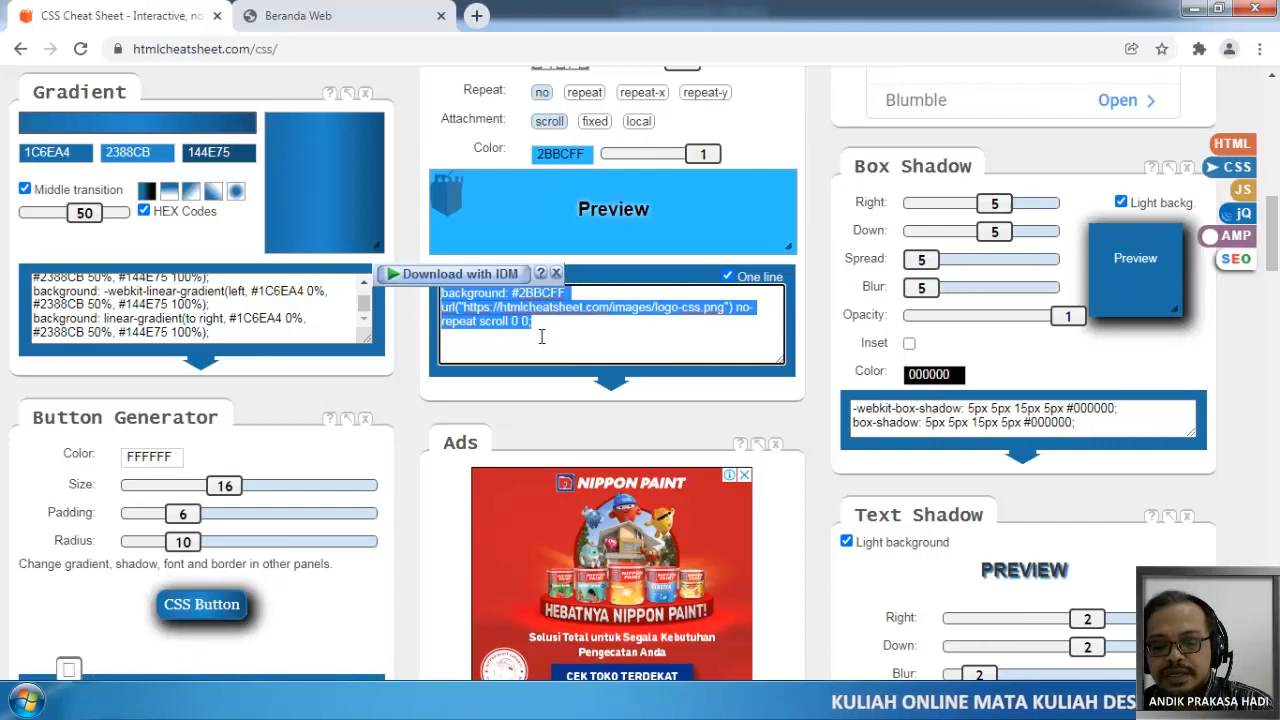 CSS Cheat Sheet - Interactive, no
Beranda Web
htmlcheatsheet.com/css/
Gradient
1C6EA4
2388CB
144E75
Middle transition
50
HEX Codes
#2388CB 50%, #144E75 100%);
background: -webkit-linear-gradient(left, #1C6EA4 0%,
#2388CB 50%, #144E75 100%);
background: linear-gradient(to right, #1C6EA4 0%,
#2388CB 50%, #144E75 100%);
Button Generator
Color:
FFFFFF
Size:
16
Padding:
6
Radius:
10
Change gradient, shadow, font and border in other panels.
CSS Button
Repeat:
no
repeat
repeat-x
repeat-y
Attachment:
scroll
fixed
local
Color:
2BBCFF
1
Preview
Download with IDM
One line
background: #2BBCFF
url("https://htmlcheatsheet.com/images/logo-css.png") no-
repeat scroll 0 0;
Ads
NIPPON PAINT
HEBATNYA NIPPON PAINT!
Solusi Total untuk Segala Kebutuhan
Pengecatan Anda
CEK TOKO TERDEKAT
Blumble
Open
Box Shadow
Right:
5
Light backg.
Down:
5
Spread:
5
Blur:
5
Preview
Opacity:
1
Inset
Color:
000000
-webkit-box-shadow: 5px 5px 15px 5px #000000;
box-shadow: 5px 5px 15px 5px #000000;
Text Shadow
Light background
PREVIEW
Right:
2
Down:
2
Blur:
2
HTML
CSS
JS
jQ
AMP
SEO
KULIAH ONLINE MATA KULIAH DES
ANDIK PRAKASA HADI